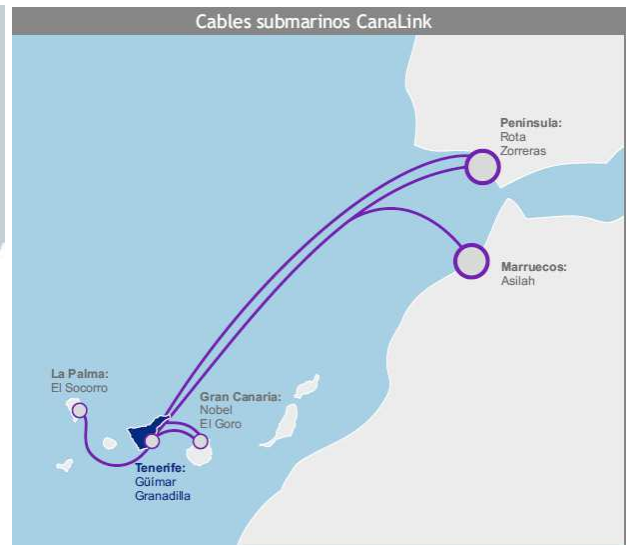 Cables submarinos CanaLink
Península:
Rota
Zorreras
Marruecos:
Asilah
La Palma:
El Socorro
Gran Canaria:
Nobel
El Goro
Tenerife:
Güímar
Granadilla